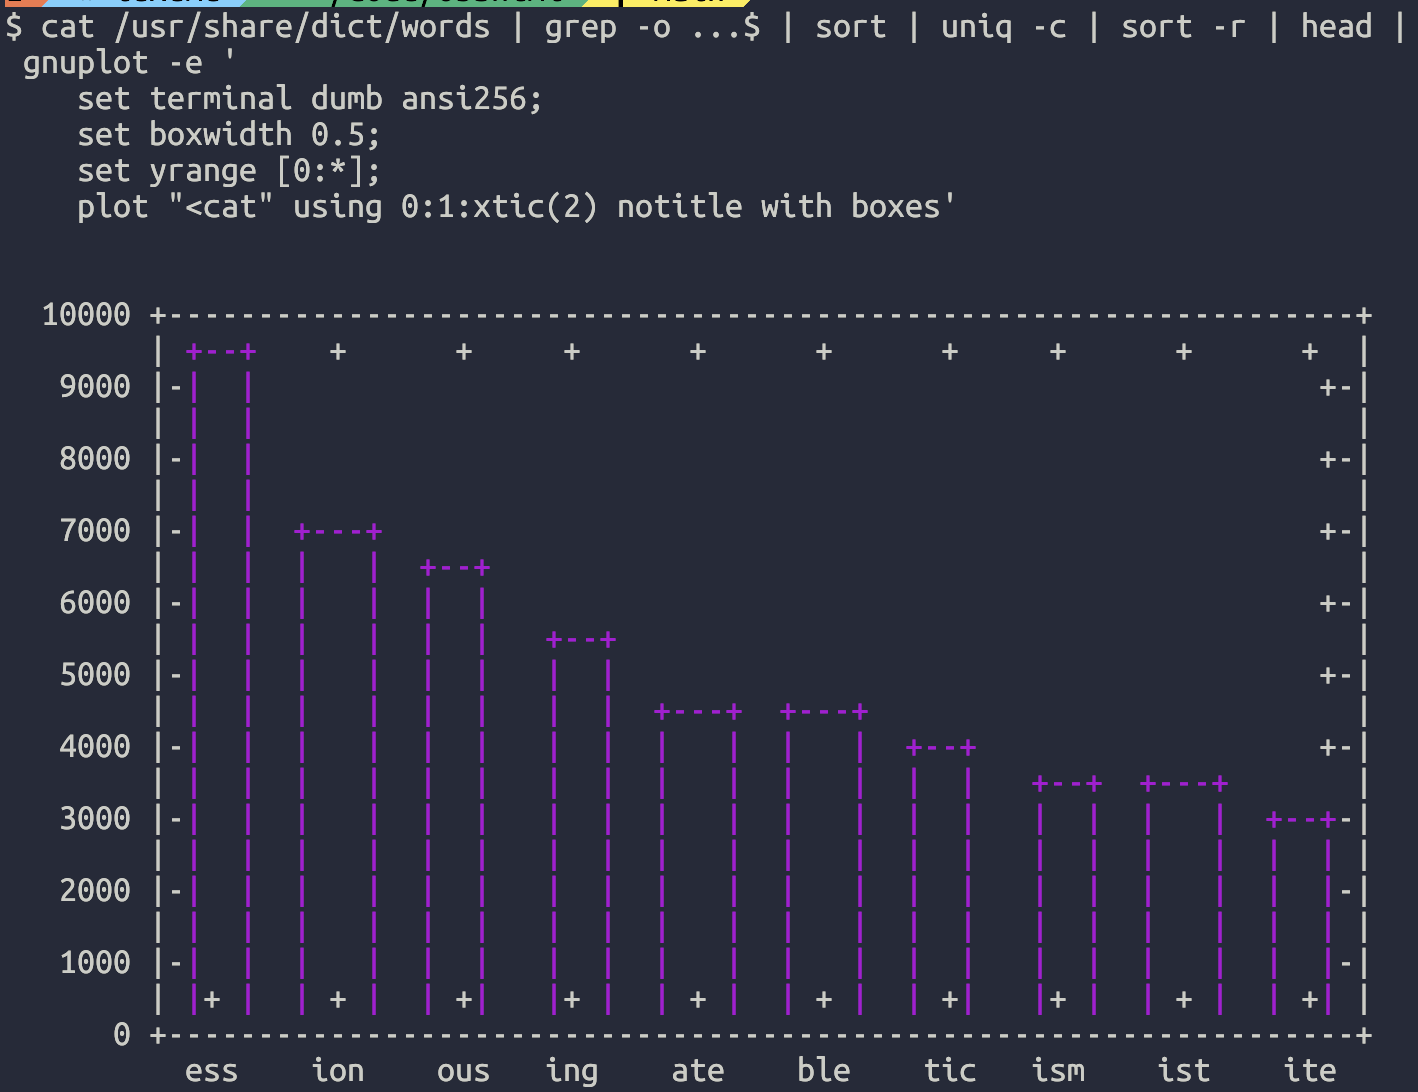 $ cat /usr/share/dict/words | grep -o ...$ | sort | uniq -c | sort -r | head |
gnuplot -e '
set terminal dumb ansi256;
set boxwidth 0.5;
set yrange [0:*];
plot "<cat" using 0:1:xtic(2) notitle with boxes'
10000
9000
8000
7000
6000
5000
4000
3000
2000
1000
0
ess ion ous ing ate ble tic ism ist ite